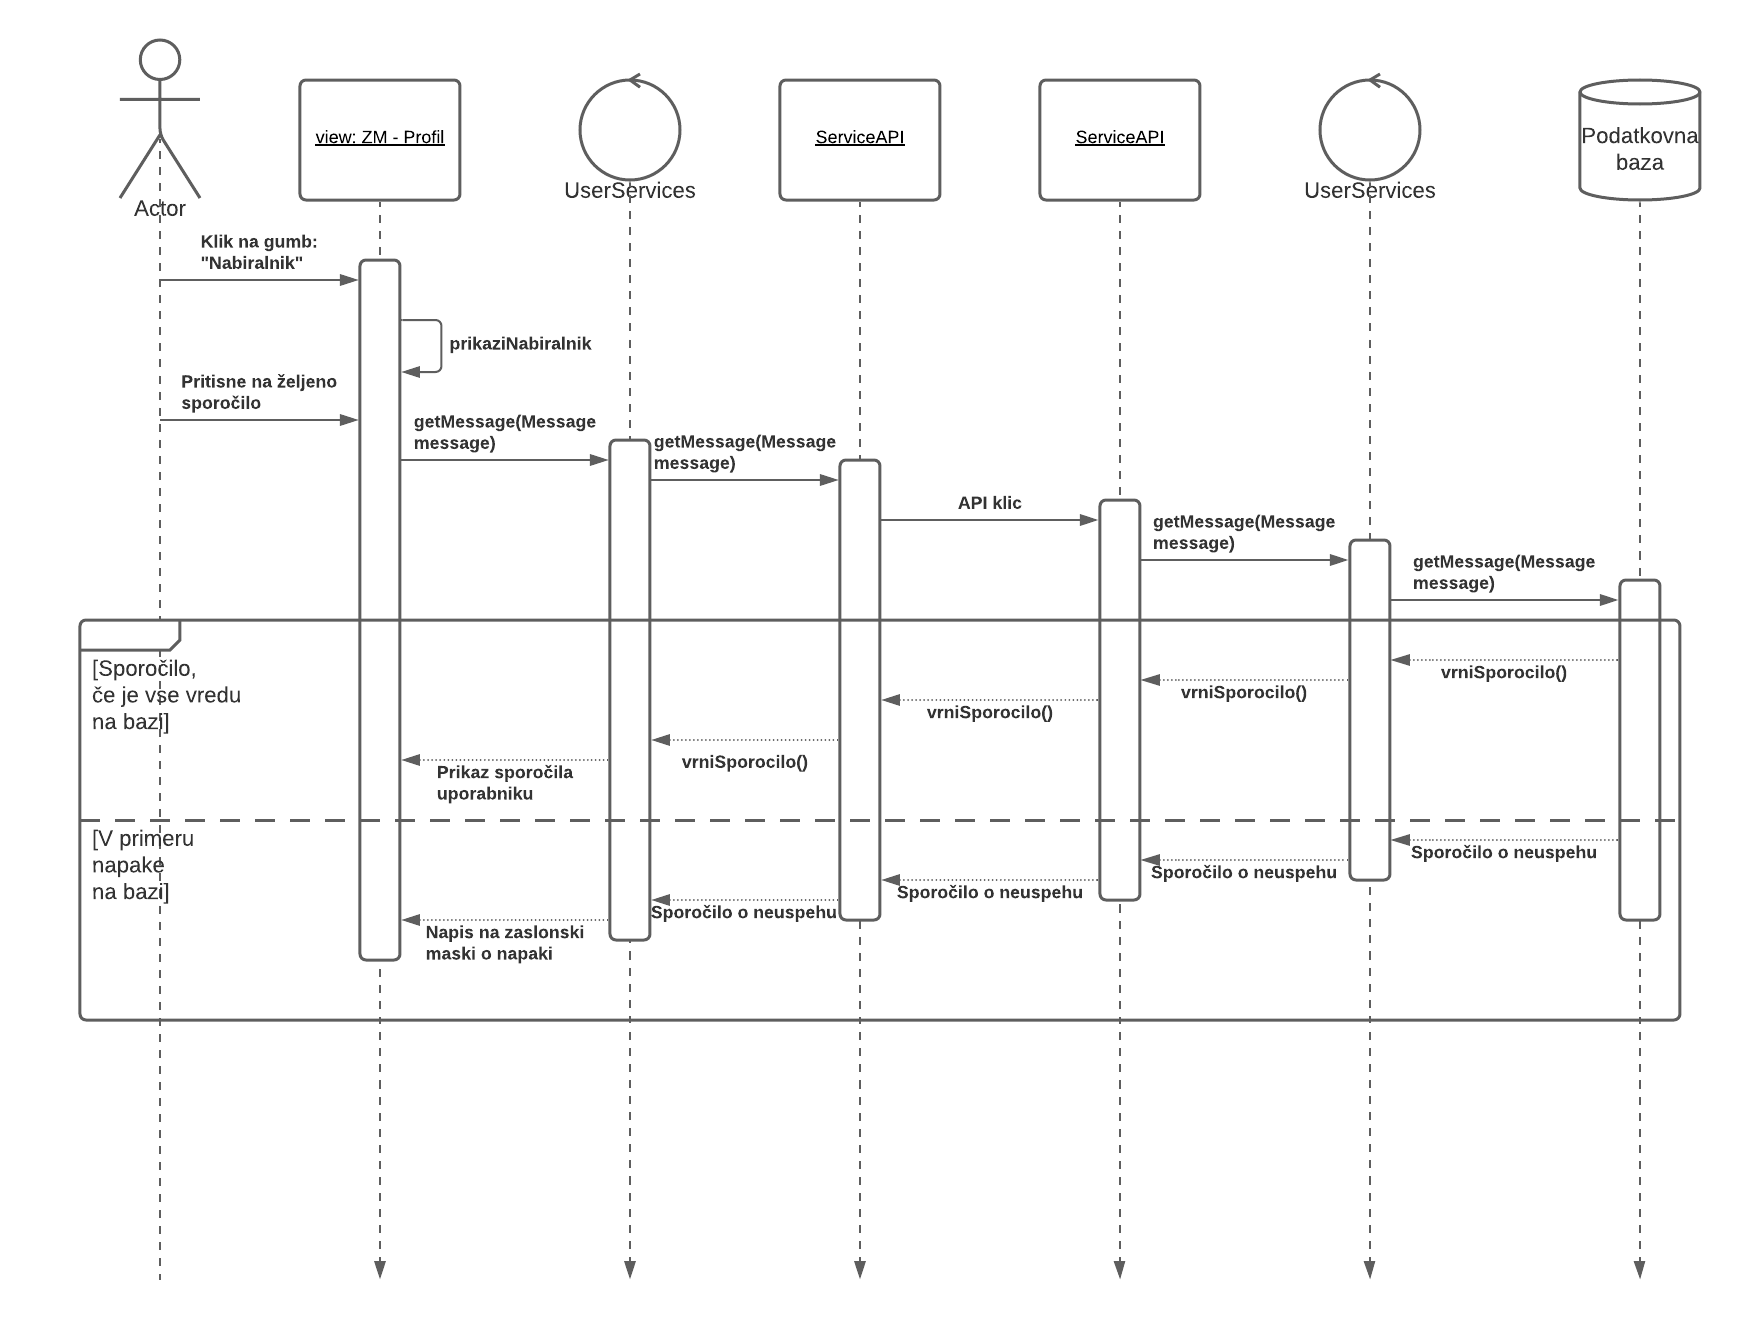 Actor
view: ZM - Profil
UserServices
ServiceAPI
ServiceAPI
UserServices
Podatkovna
baza
Klik na gumb:
"Nabiralnik"
prikaziNabiralnik
Pritisne na željeno
sporočilo
getMessage(Message
message)
getMessage(Message
message)
API klic
getMessage(Message
message)
getMessage(Message
message)
[Sporočilo,
če je vse vredu
na bazi]
vrniSporocilo()
vrniSporocilo()
vrniSporocilo()
vrniSporocilo()
Prikaz sporočila
uporabniku
[V primeru
napake
na bazi]
Sporočilo o neuspehu
Sporočilo o neuspehu
Sporočilo o neuspehu
Sporočilo o neuspehu
Napis na zaslonski
maski o napaki